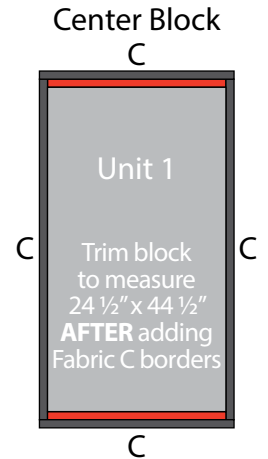 Center Block
C
Unit 1
C
C
Trim block
to measure
24 ½" x 44 ½"
AFTER adding
Fabric C borders
C